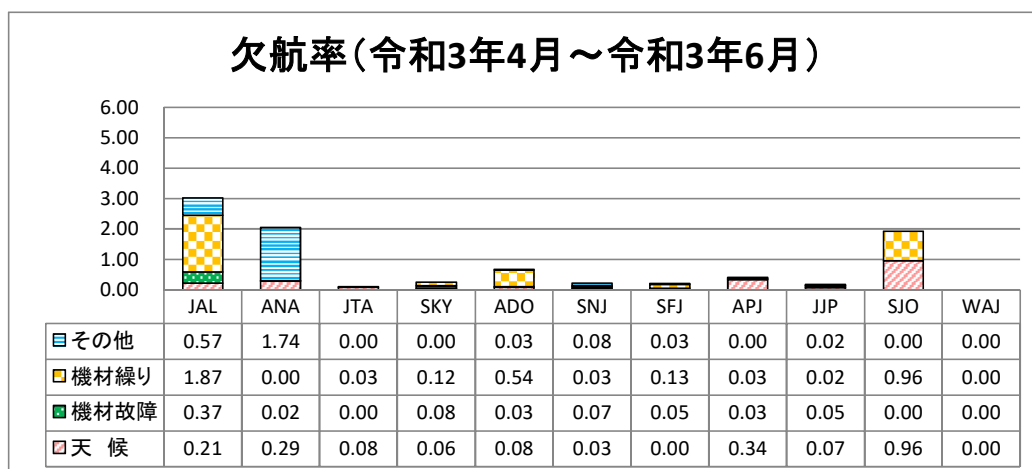 欠航率(令和3年4月～令和3年6月)
6.00
5.00
4.00
3.00
2.00
1.00
0.00
JAL ANA JTA SKY ADO SNJ SFJ APJ JJP SJO WAJ
その他 0.57 1.74 0.00 0.00 0.03 0.08 0.03 0.00 0.02 0.00 0.00
機材繰り 1.87 0.00 0.03 0.12 0.54 0.03 0.13 0.03 0.02 0.96 0.00
機材故障 0.37 0.02 0.00 0.08 0.03 0.07 0.05 0.03 0.05 0.00 0.00
天　候 0.21 0.29 0.08 0.06 0.08 0.03 0.00 0.34 0.07 0.96 0.00